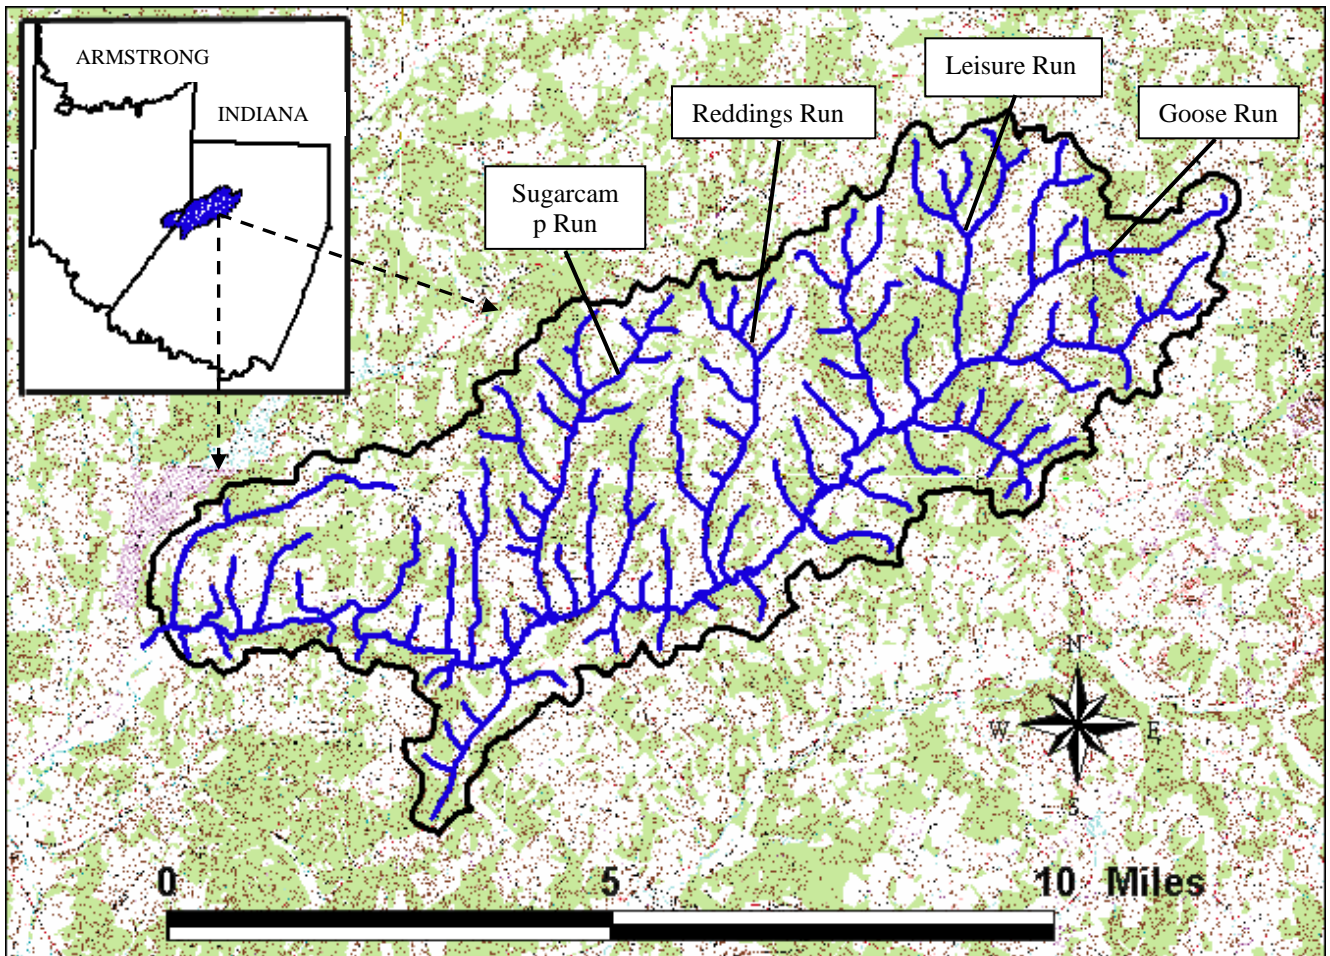 ARMSTRONG
INDIANA
Leisure Run
Reddings Run
Goose Run
Sugarcam
p Run
N
W
E
S
0
5
10 Miles